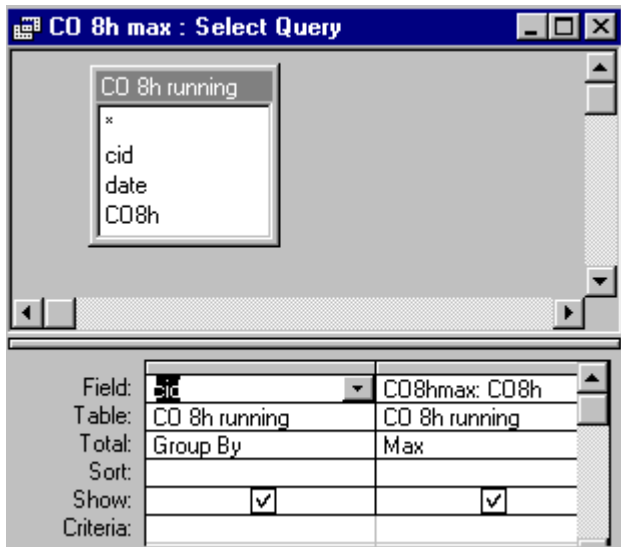 CO 8h max : Select Query
CO 8h running
*
cid
date
CO8h
Field: cid CO8hmax: CO8h
Table: CO 8h running CO 8h running
Total: Group By Max
Sort:
Show:
Criteria: